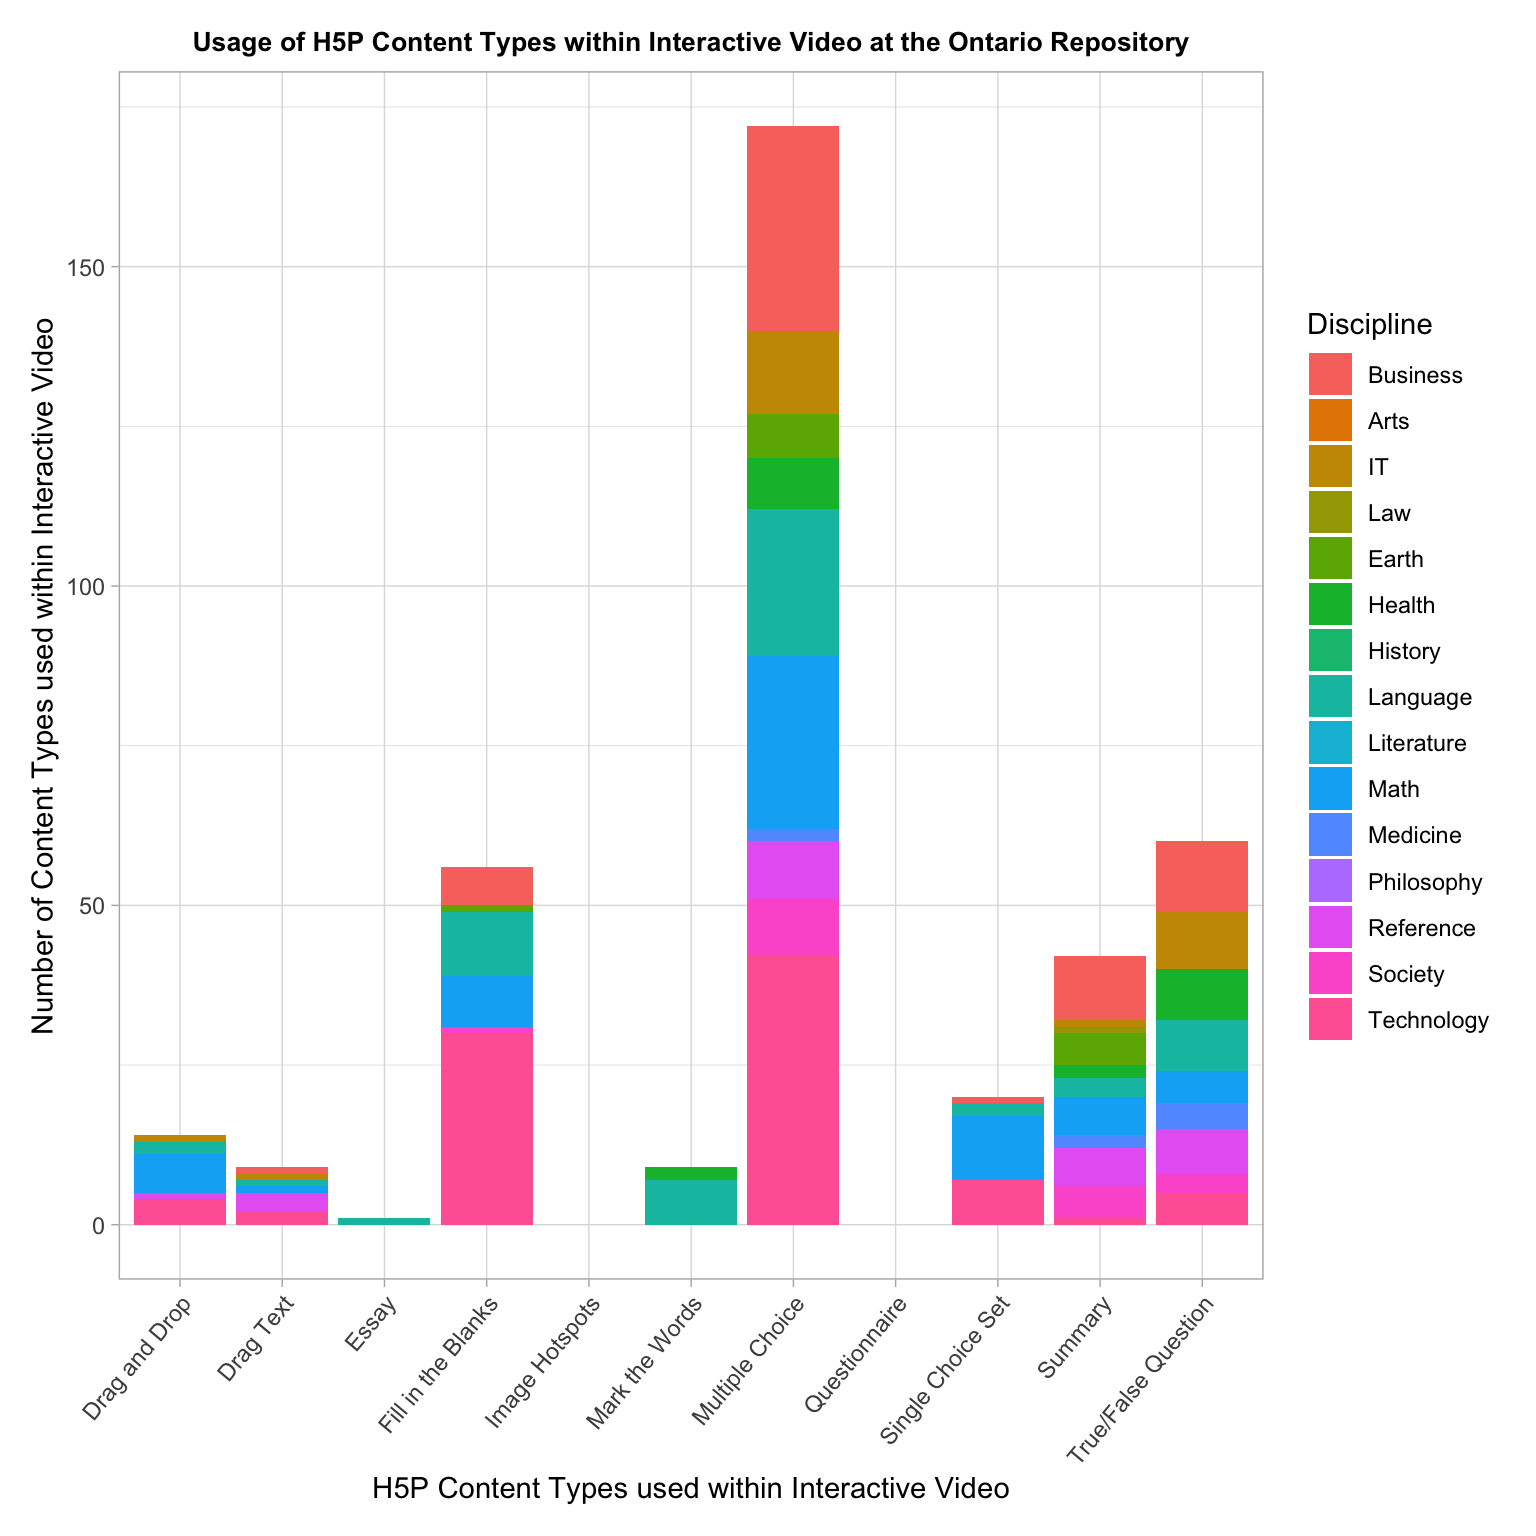 Usage of H5P Content Types within Interactive Video at the Ontario Repository
Number of Content Types used within Interactive Video
150
100
50
0
Drag and Drop
Drag Text
Essay
Fill in the Blanks
Image Hotspots
Mark the Words
Multiple Choice
Questionnaire
Single Choice Set
Summary
True/False Question
H5P Content Types used within Interactive Video
Discipline
Business
Arts
IT
Law
Earth
Health
History
Language
Literature
Math
Medicine
Philosophy
Reference
Society
Technology